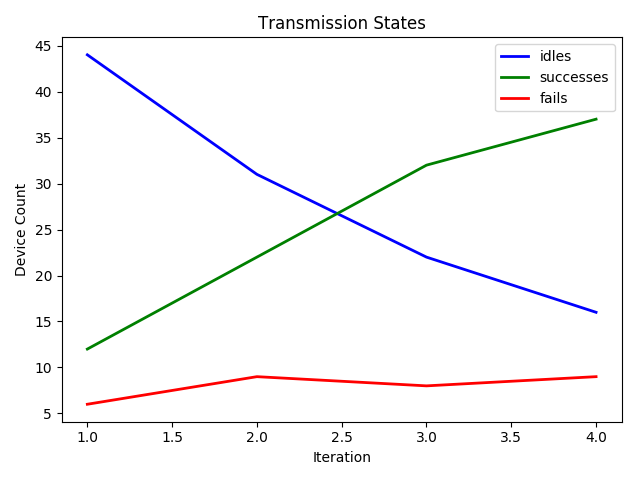 Transmission States
45
40
35
30
25
20
15
10
5
Device Count
idles
successes
fails
1.0 1.5 2.0 2.5 3.0 3.5 4.0
Iteration